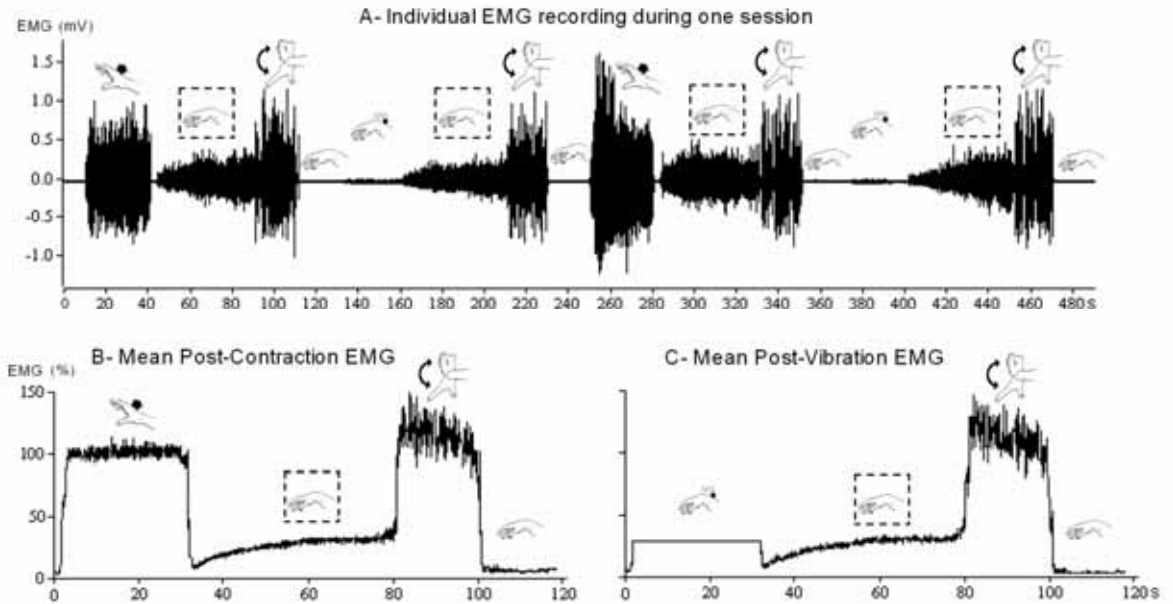 A- Individual EMG recording during one session
EMG (mV)
1.5
1.0
0.5
0.0
-0.5
-1.0
0 20 40 60 80 100 120 140 160 180 200 220 240 260 280 300 320 340 360 380 400 420 440 460 480 s
B- Mean Post-Contraction EMG
EMG (%)
150
100
50
0
0 20 40 60 80 100 120
C- Mean Post-Vibration EMG
0 20 40 60 80 100 120 s